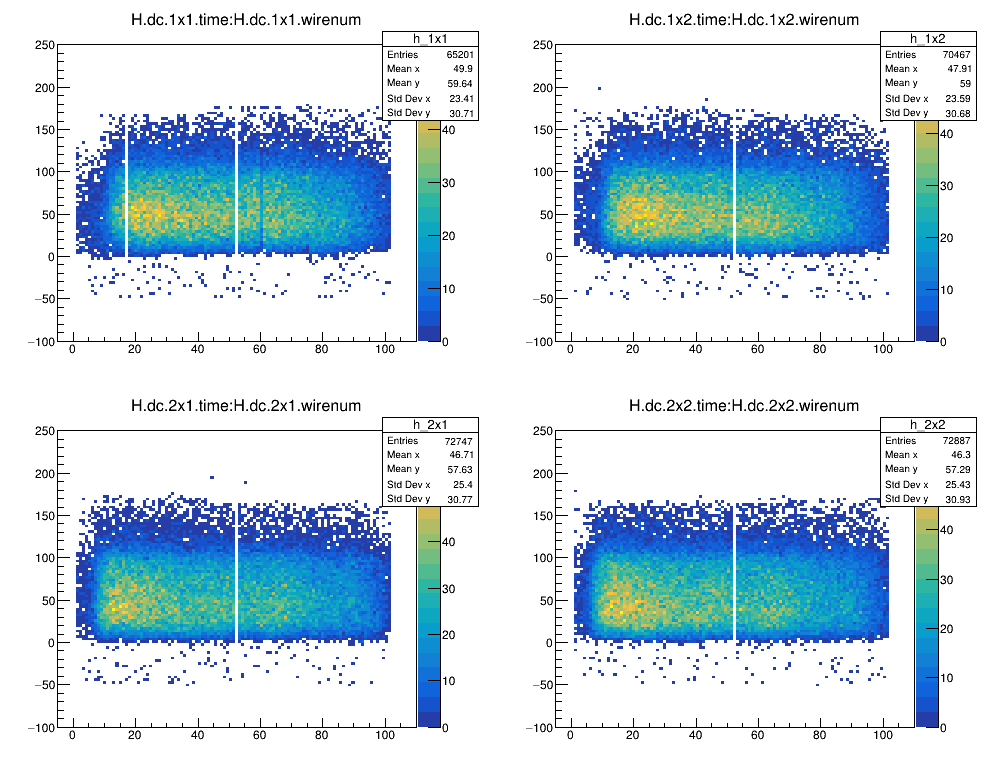 H.dc.1x1.time:H.dc.1x1.wirenum
h_1x1
Entries 65201
Mean x 49.9
Mean y 59.64
Std Dev x 23.41
Std Dev y 30.71
250
200
150
100
50
0
−50
−100
0 20 40 60 80 100
40
30
20
10
0
H.dc.1x2.time:H.dc.1x2.wirenum
h_1x2
Entries 70467
Mean x 47.91
Mean y 59
Std Dev x 23.59
Std Dev y 30.68
250
200
150
100
50
0
−50
−100
0 20 40 60 80 100
40
30
20
10
0
H.dc.2x1.time:H.dc.2x1.wirenum
h_2x1
Entries 72747
Mean x 46.71
Mean y 57.63
Std Dev x 25.4
Std Dev y 30.77
250
200
150
100
50
0
−50
−100
0 20 40 60 80 100
40
30
20
10
0
H.dc.2x2.time:H.dc.2x2.wirenum
h_2x2
Entries 72887
Mean x 46.3
Mean y 57.29
Std Dev x 25.43
Std Dev y 30.93
250
200
150
100
50
0
−50
−100
0 20 40 60 80 100
40
30
20
10
0